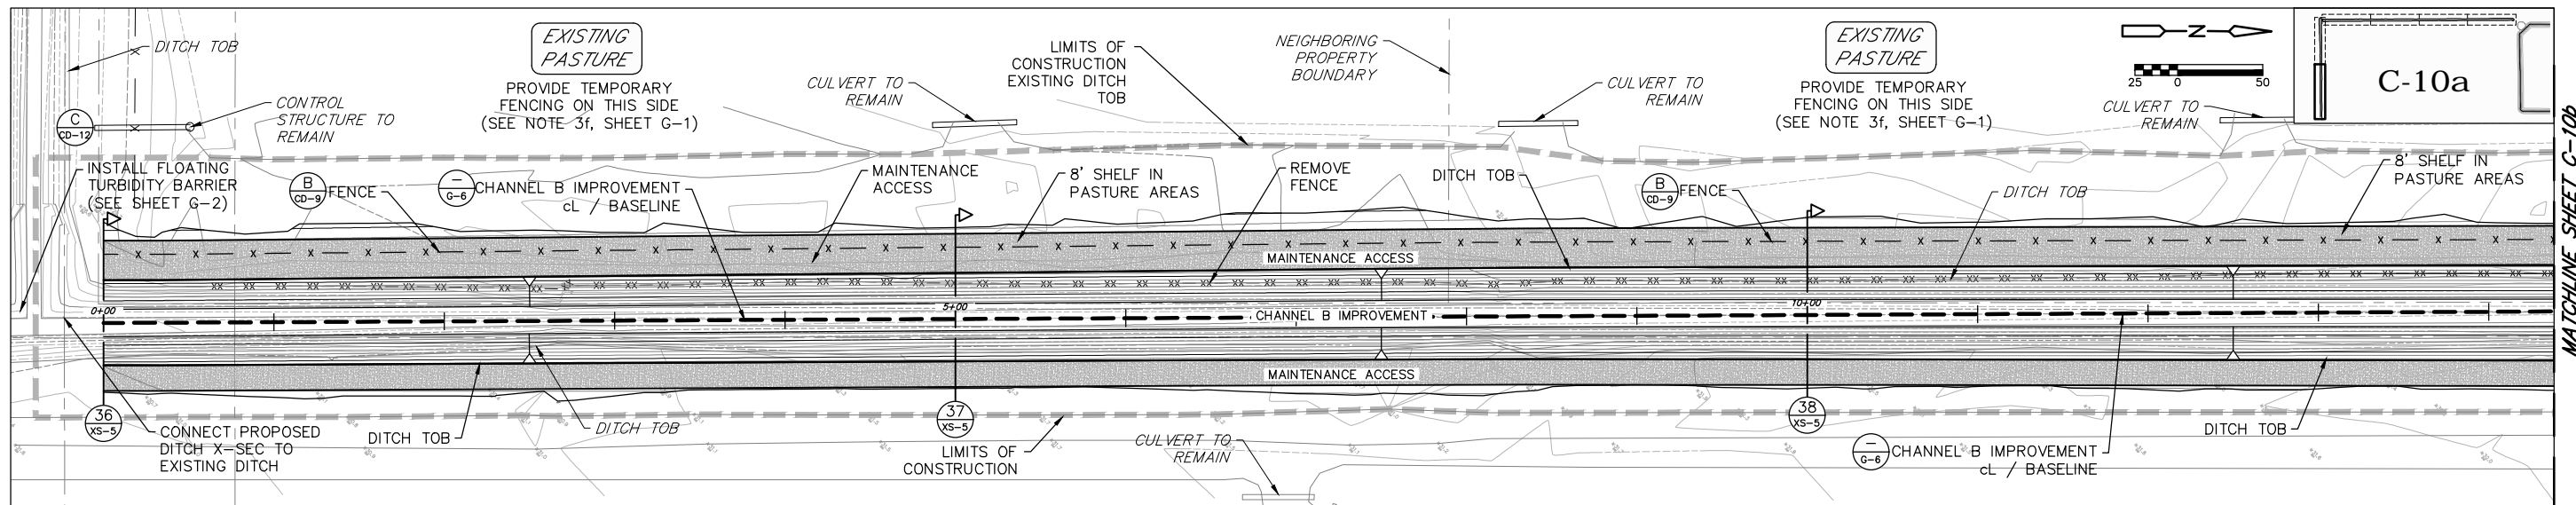 DITCH TOB
EXISTING
PASTURE
PROVIDE TEMPORARY
FENCING ON THIS SIDE
(SEE NOTE 3f, SHEET G-1)
CONTROL
STRUCTURE TO
REMAIN
C
CD-12
CULVERT TO
REMAIN
LIMITS OF
CONSTRUCTION
EXISTING DITCH
TOB
NEIGHBORING
PROPERTY
BOUNDARY
CULVERT TO
REMAIN
EXISTING
PASTURE
PROVIDE TEMPORARY
FENCING ON THIS SIDE
(SEE NOTE 3f, SHEET G-1)
N
25 0 50
CULVERT TO
REMAIN
C-10a
MATCHLINE SHEET C-10b
INSTALL FLOATING
TURBIDITY BARRIER
(SEE SHEET G-2)
B
CD-9
FENCE
—
G-6
CHANNEL B IMPROVEMENT
cL / BASELINE
MAINTENANCE
ACCESS
8' SHELF IN
PASTURE AREAS
REMOVE
FENCE
DITCH TOB
B
CD-9
FENCE
DITCH TOB
8' SHELF IN
PASTURE AREAS
MAINTENANCE ACCESS
0+00
5+00
10+00
CHANNEL B IMPROVEMENT
MAINTENANCE ACCESS
36
XS-5
CONNECT PROPOSED
DITCH X-SEC TO
EXISTING DITCH
DITCH TOB
DITCH TOB
37
XS-5
LIMITS OF
CONSTRUCTION
CULVERT TO
REMAIN
38
XS-5
—
G-6
CHANNEL B IMPROVEMENT
cL / BASELINE
DITCH TOB